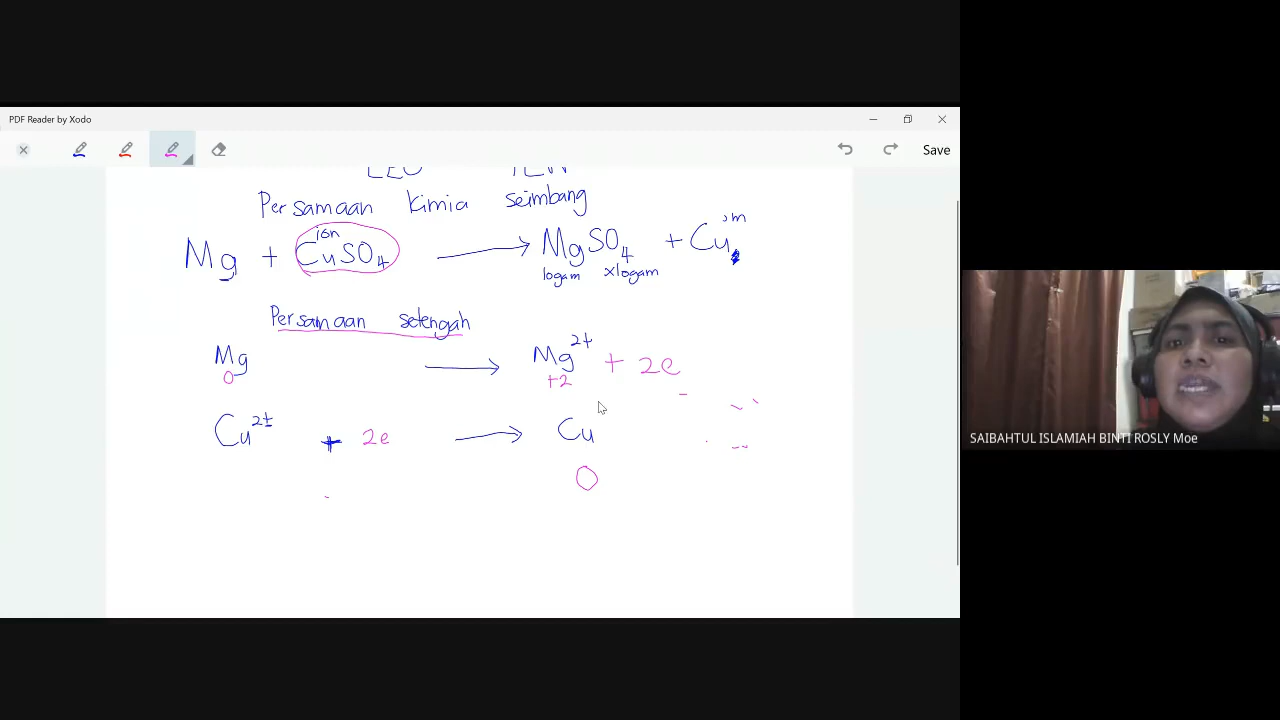 PDF Reader by Xodo
Save
Persamaan kimia seimbang
ion
Mg + CuSO4 → MgSO4 + Cu
logam xlogam
Persamaan setengah
Mg → Mg2+ + 2e
0 +2
Cu2+ + 2e → Cu
0
SAIBAHTUL ISLAMIAH BINTI ROSLY Moe